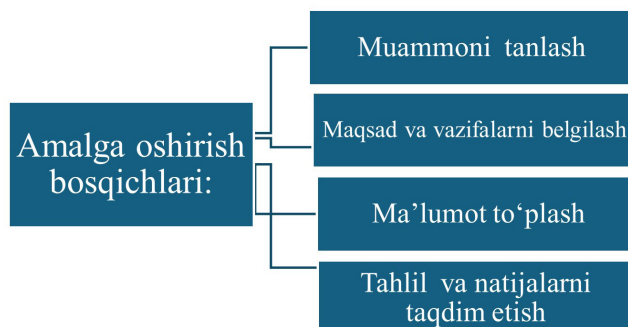 Amalga oshirish
bosqichlari:
Muammoni tanlash
Maqsad va vazifalarni belgilash
Ma’lumot to‘plash
Tahlil va natijalarni
taqdim etish